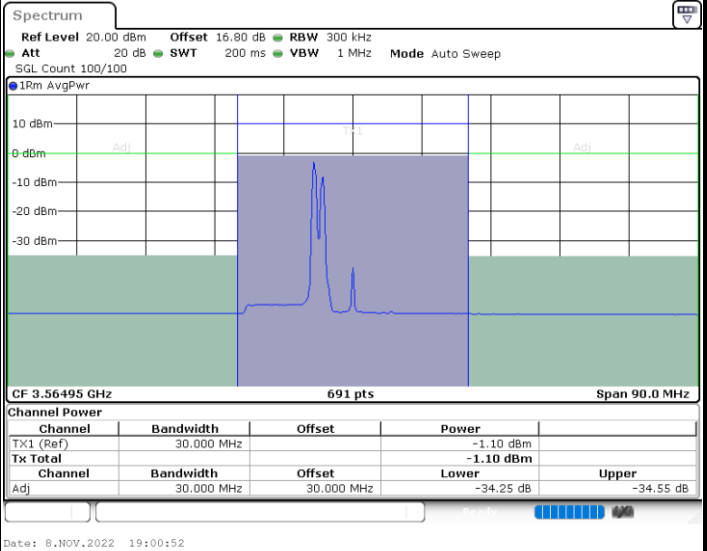 Spectrum
Ref Level 20.00 dBm Offset 16.80 dB RBW 300 kHz
Att 20 dB SWT 200 ms VBW 1 MHz Mode Auto Sweep
SGL Count 100/100
1Rm AvgPwr
10 dBm
TX1
Adj
Adj
0 dBm
-10 dBm
-20 dBm
-30 dBm
CF 3.56495 GHz 691 pts Span 90.0 MHz
Channel Power
Channel Bandwidth Offset Power
TX1 (Ref) 30.000 MHz -1.10 dBm
Tx Total -1.10 dBm
Channel Bandwidth Offset Lower Upper
Adj 30.000 MHz 30.000 MHz -34.25 dB -34.55 dB
Ready
Date: 8.NOV.2022 19:00:52